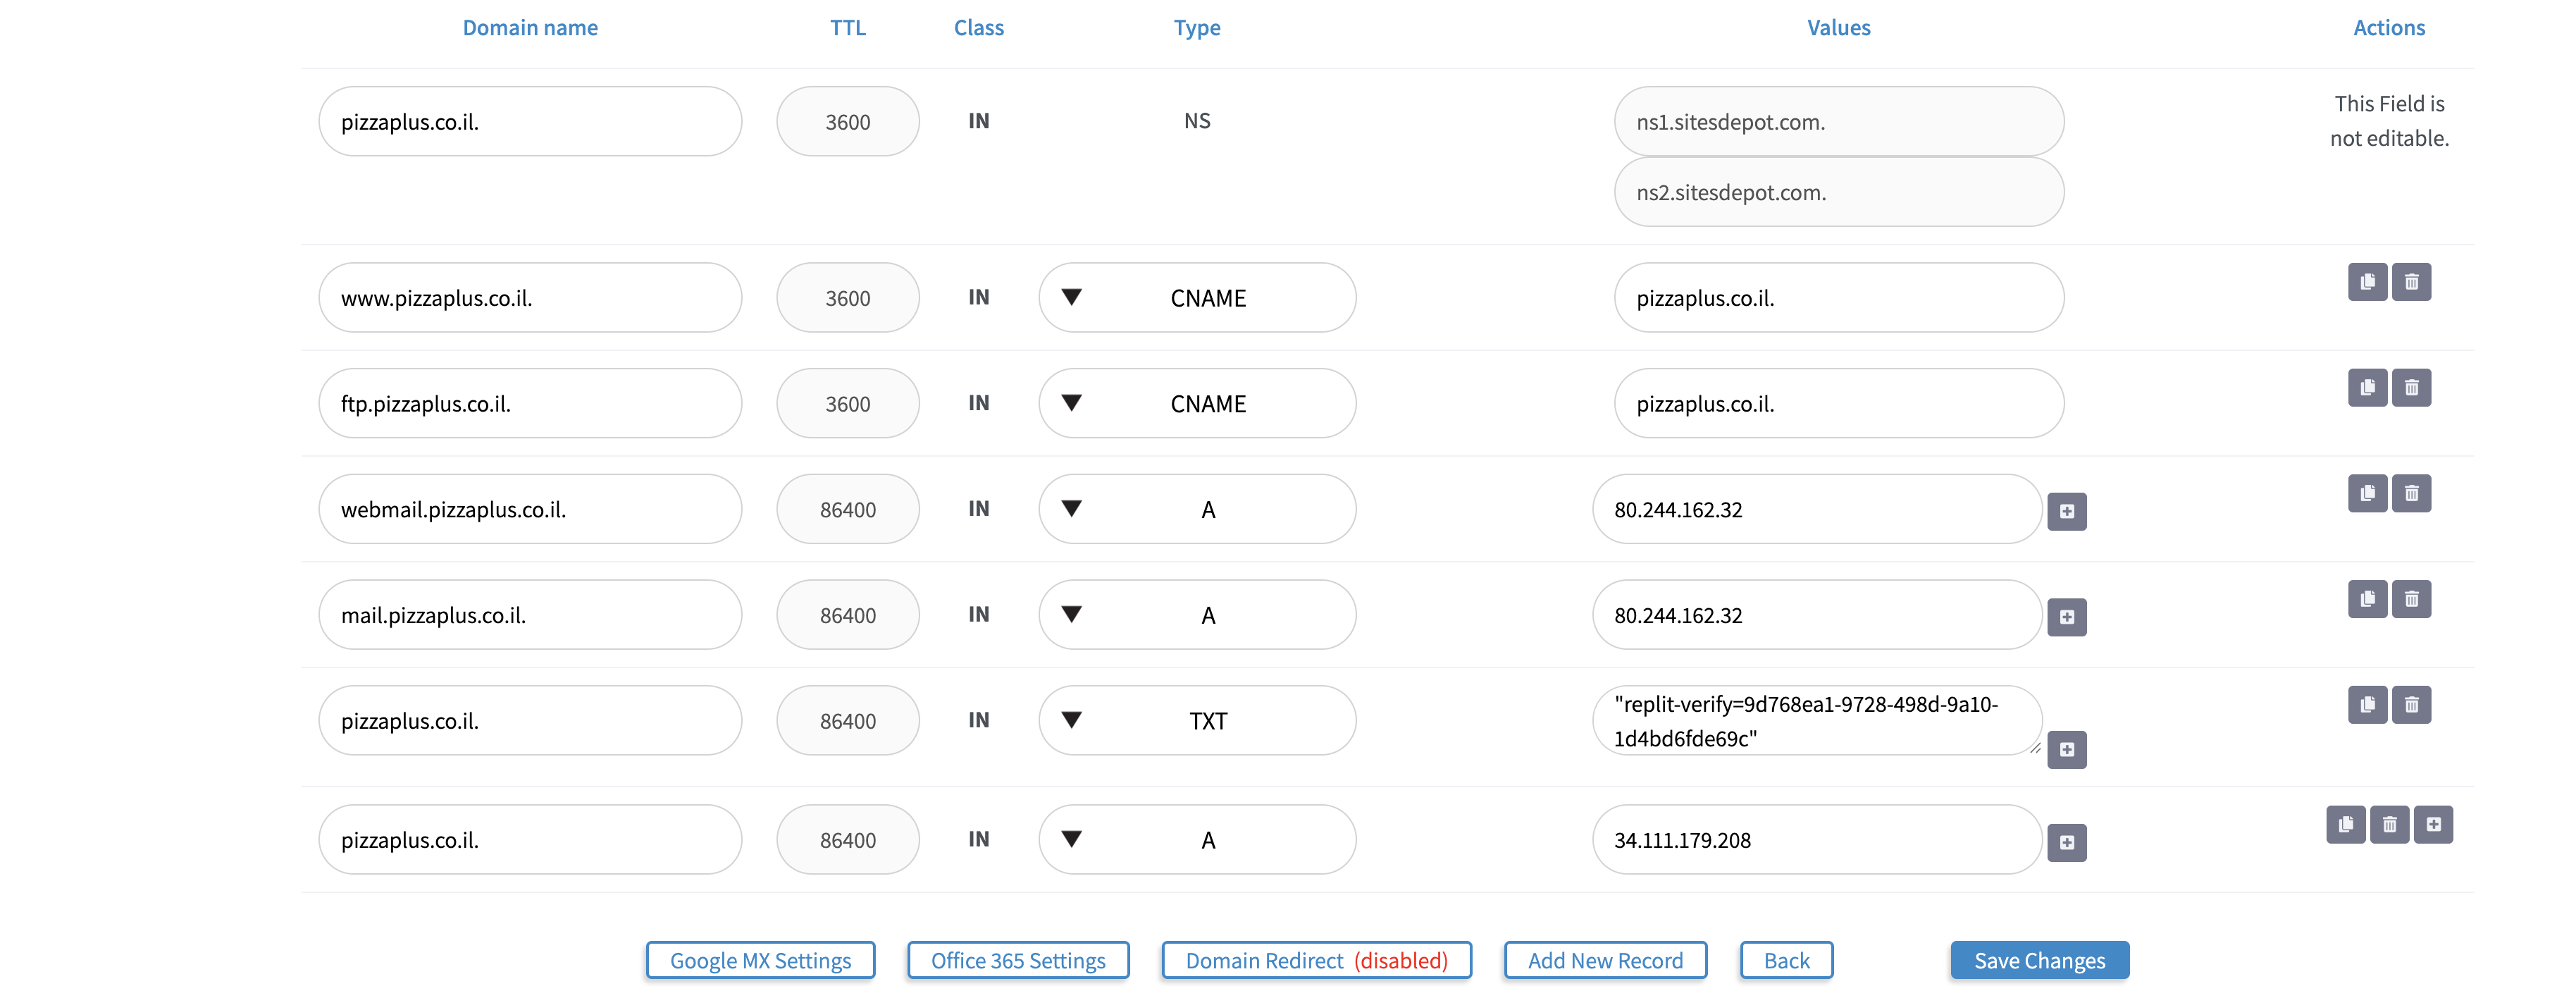 Domain name TTL Class Type Values Actions
pizzaplus.co.il. 3600 IN NS ns1.sitesdepot.com. This Field is
not editable.
ns2.sitesdepot.com.
www.pizzaplus.co.il. 3600 IN CNAME pizzaplus.co.il.
ftp.pizzaplus.co.il. 3600 IN CNAME pizzaplus.co.il.
webmail.pizzaplus.co.il. 86400 IN A 80.244.162.32
mail.pizzaplus.co.il. 86400 IN A 80.244.162.32
pizzaplus.co.il. 86400 IN TXT "replit-verify=9d768ea1-9728-498d-9a10-
1d4bd6fde69c"
pizzaplus.co.il. 86400 IN A 34.111.179.208
Google MX Settings Office 365 Settings Domain Redirect (disabled) Add New Record Back Save Changes